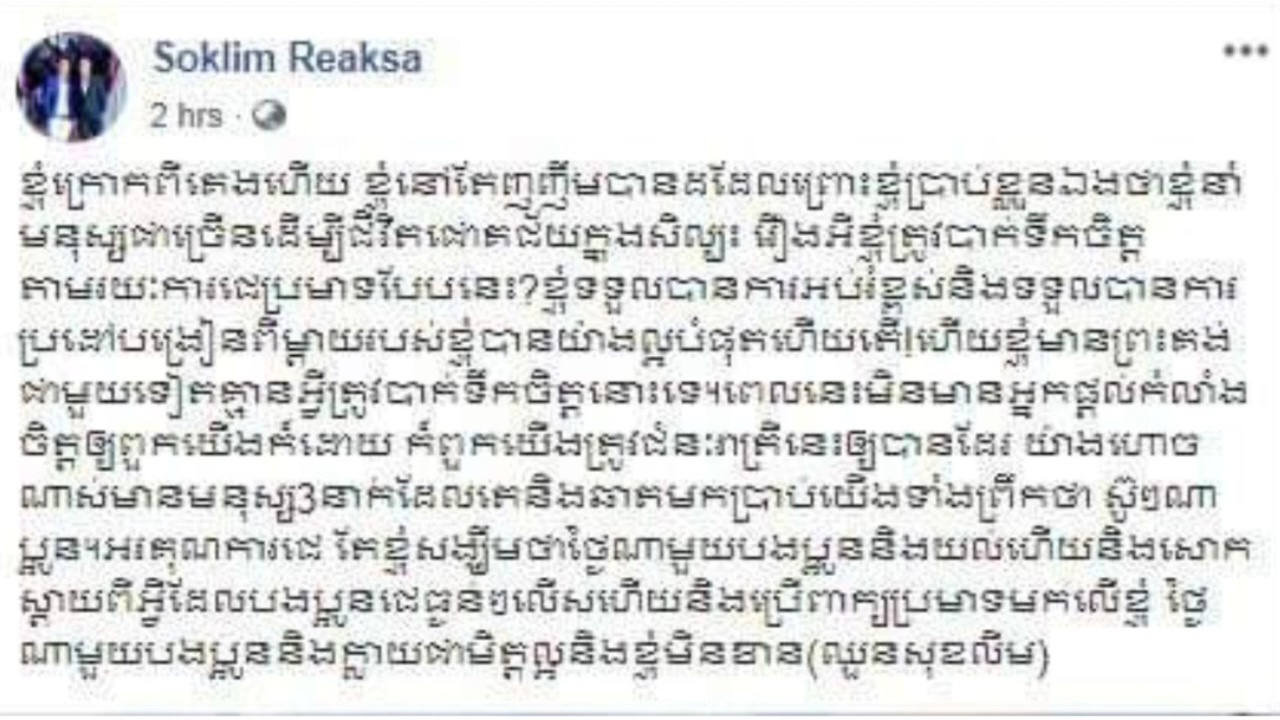 Soklim Reaksa
2 hrs
ខ្ញុំក្រោកពីគេងហើយ ខ្ញុំនៅតែញញឹមបានដដែលព្រោះខ្ញុំប្រាប់ខ្លួនឯងថាខ្ញុំនាំ
មនុស្សជាច្រើនដើម្បីជីវិតជោគជ័យក្នុងសិល្បះ រឿងអីខ្ញុំត្រូវបាក់ទឹកចិត្ត
តាមរយៈការជេប្រមាទបែបនេះ?ខ្ញុំទទួលបានការអប់រំខ្ពស់និងទទួលបានការ
ប្រដៅបង្រៀនពីម្ដាយរបស់ខ្ញុំបានយ៉ាងល្អបំផុតហើយតើ!ហើយខ្ញុំមានព្រះគង់
ជាមួយទៀតគ្មានអ្វីត្រូវបាក់ទឹកចិត្តនោះទេ។ពេលនេះមិនមានអ្នកផ្ដល់កំលាំង
ចិត្តឲ្យពួកយើងក៏ដោយ ក៏ពួកយើងត្រូវជំនះរាត្រីនេះឲ្យបានដែរ យ៉ាងហោច
ណាស់មានមនុស្ស3នាក់ដែលគេនិងឆាតមកប្រាប់យើងទាំងព្រឹកថា ស៊ូៗណា
ប្អូន។អរគុណការជេ តែខ្ញុំសង្ឃឹមថាថ្ងៃណាមួយបងប្អូននិងយល់ហើយនិងសោក
ស្ដាយពីអ្វីដែលបងប្អូនជេធ្ងន់ៗលើសហើយនិងប្រើពាក្យប្រមាទមកលើខ្ញុំ ថ្ងៃ
ណាមួយបងប្អូននិងក្លាយជាមិត្តល្អនិងខ្ញុំមិនខាន(ឈួនសុខលីម)